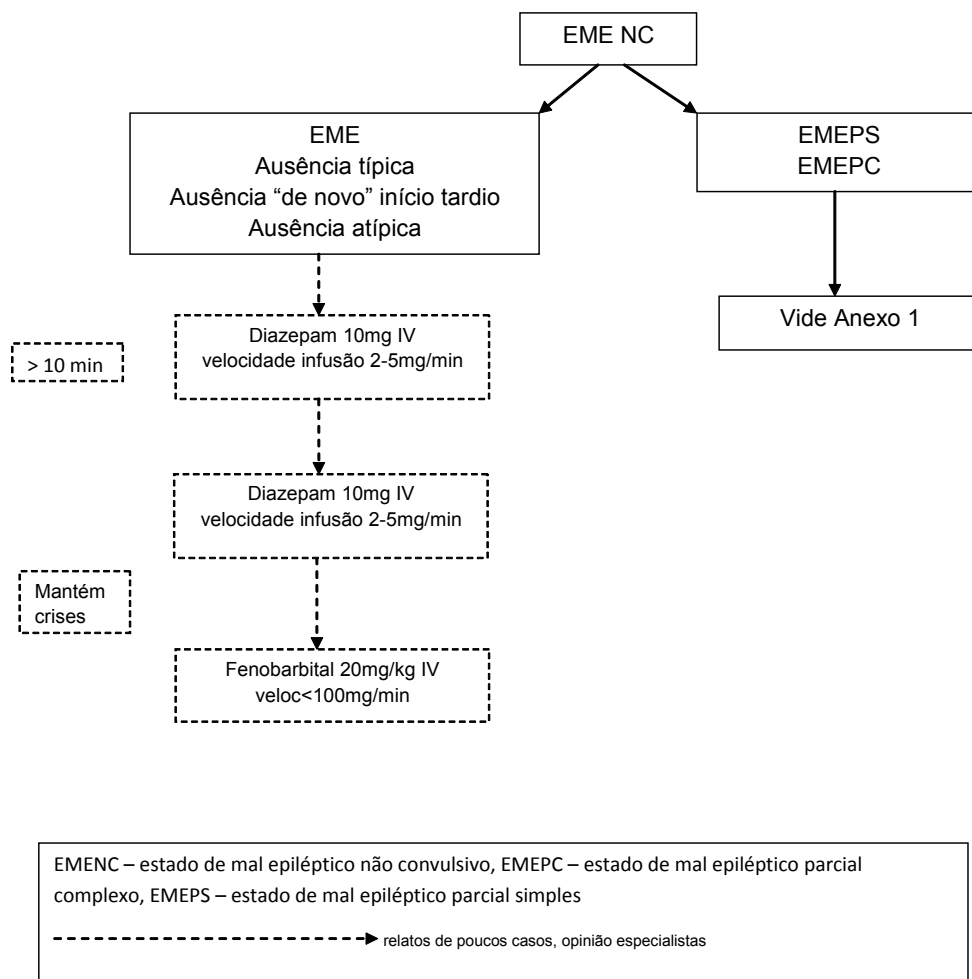 EME NC
EME
Ausência típica
Ausência “de novo” início tardio
Ausência atípica
EMEPS
EMEPC
Vide Anexo 1
Diazepam 10mg IV
velocidade infusão 2-5mg/min
> 10 min
Diazepam 10mg IV
velocidade infusão 2-5mg/min
Mantém
crises
Fenobarbital 20mg/kg IV
veloc<100mg/min
EMENC – estado de mal epiléptico não convulsivo, EMEPC – estado de mal epiléptico parcial
complexo, EMEPS – estado de mal epiléptico parcial simples
relatos de poucos casos, opinião especialistas